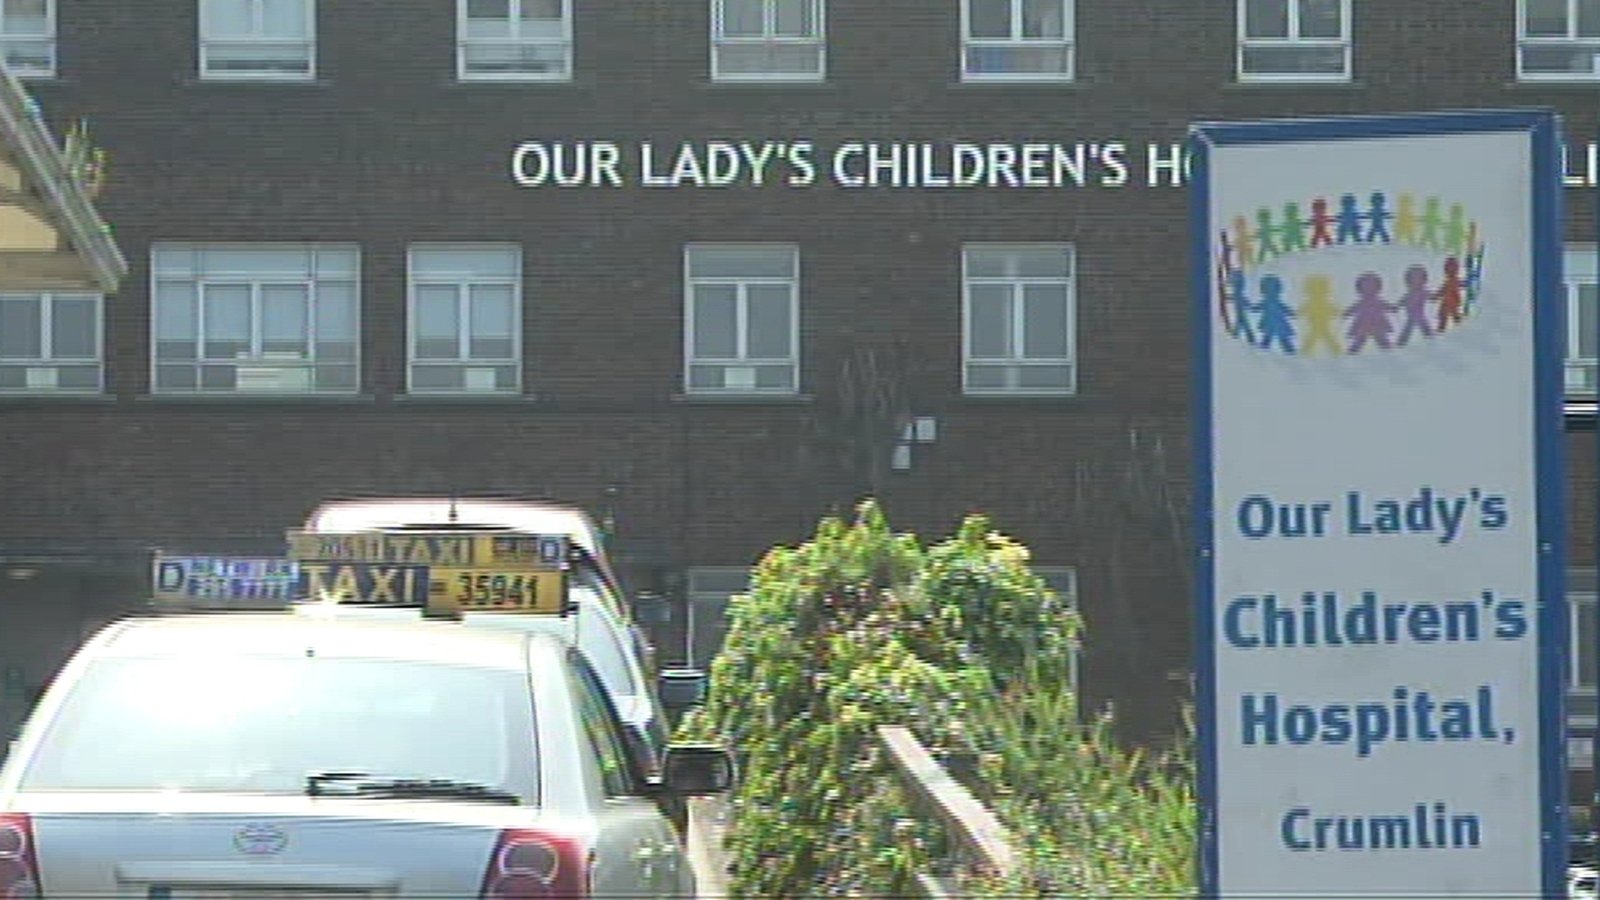 OUR LADY'S CHILDREN'S
Our Lady's
Children's
Hospital,
Crumlin
TAXI
TAXI 35941